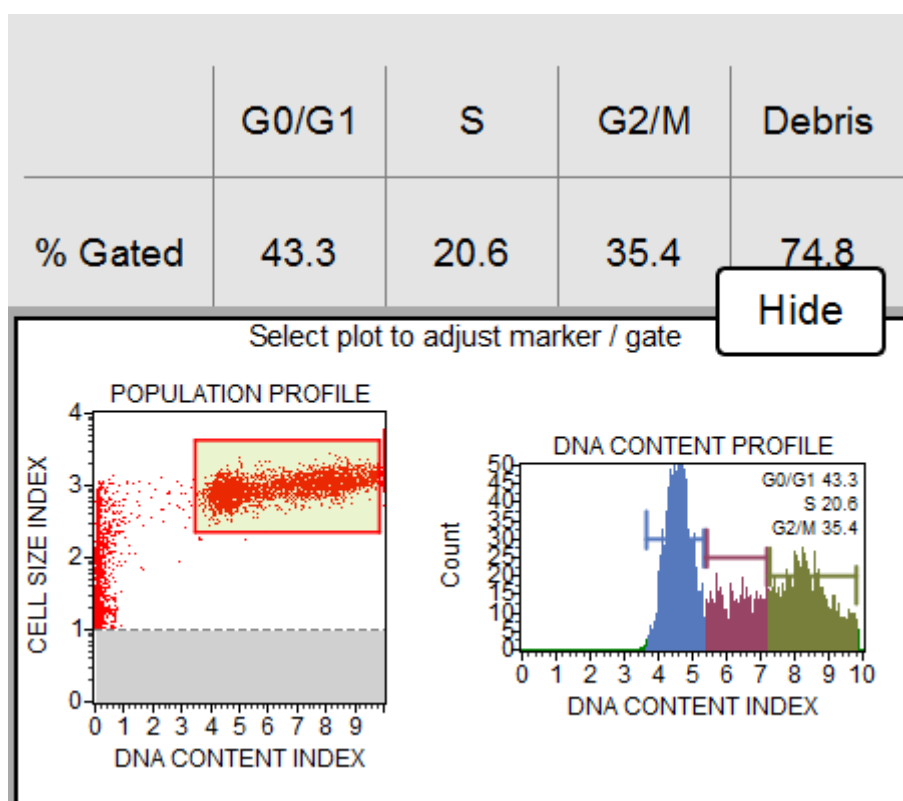 G0/G1 S G2/M Debris
% Gated 43.3 20.6 35.4 74.8
Hide
Select plot to adjust marker / gate
POPULATION PROFILE
4
3
2
1
0
CELL SIZE INDEX
0 1 2 3 4 5 6 7 8 9
DNA CONTENT INDEX
DNA CONTENT PROFILE
G0/G1 43.3
S 20.6
G2/M 35.4
50
45
40
35
30
25
20
15
10
5
0
Count
0 1 2 3 4 5 6 7 8 9 10
DNA CONTENT INDEX